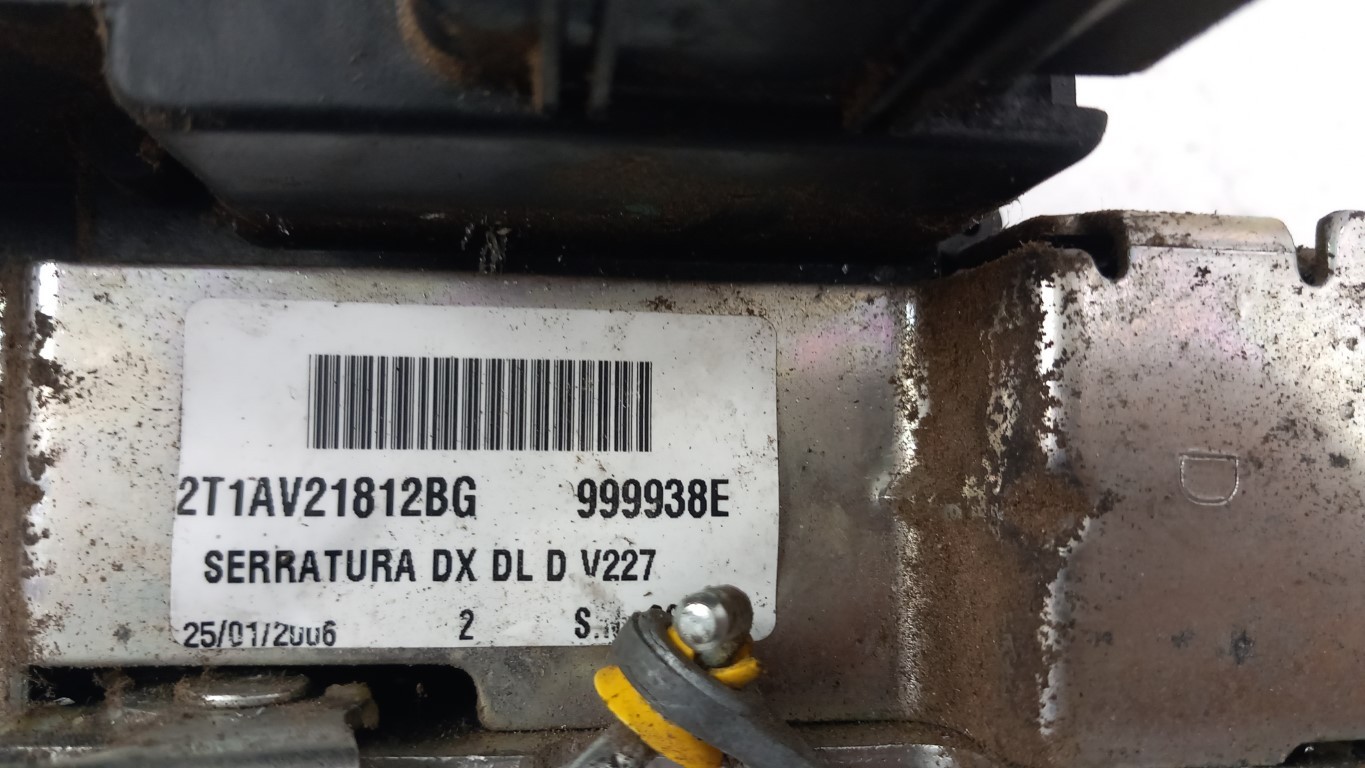 2T1AV21812BG 999938E
SERRATURA DX DL D V227
25/01/2006 2
D